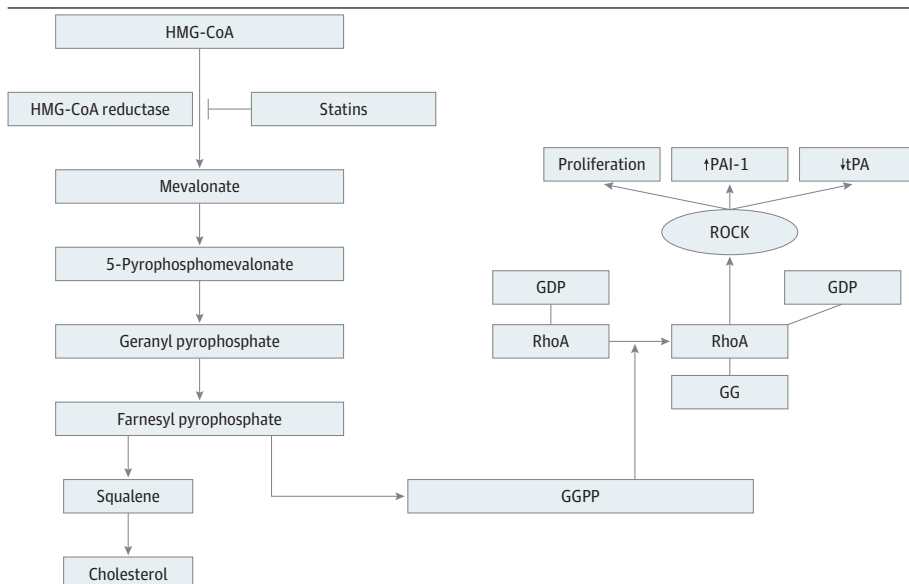 HMG-CoA
HMG-CoA reductase
Statins
Mevalonate
5-Pyrophosphomevalonate
Geranyl pyrophosphate
Farnesyl pyrophosphate
Squalene
Cholesterol
GGPP
Proliferation
↑PAI-1
↓tPA
ROCK
GDP
GDP
RhoA
RhoA
GG